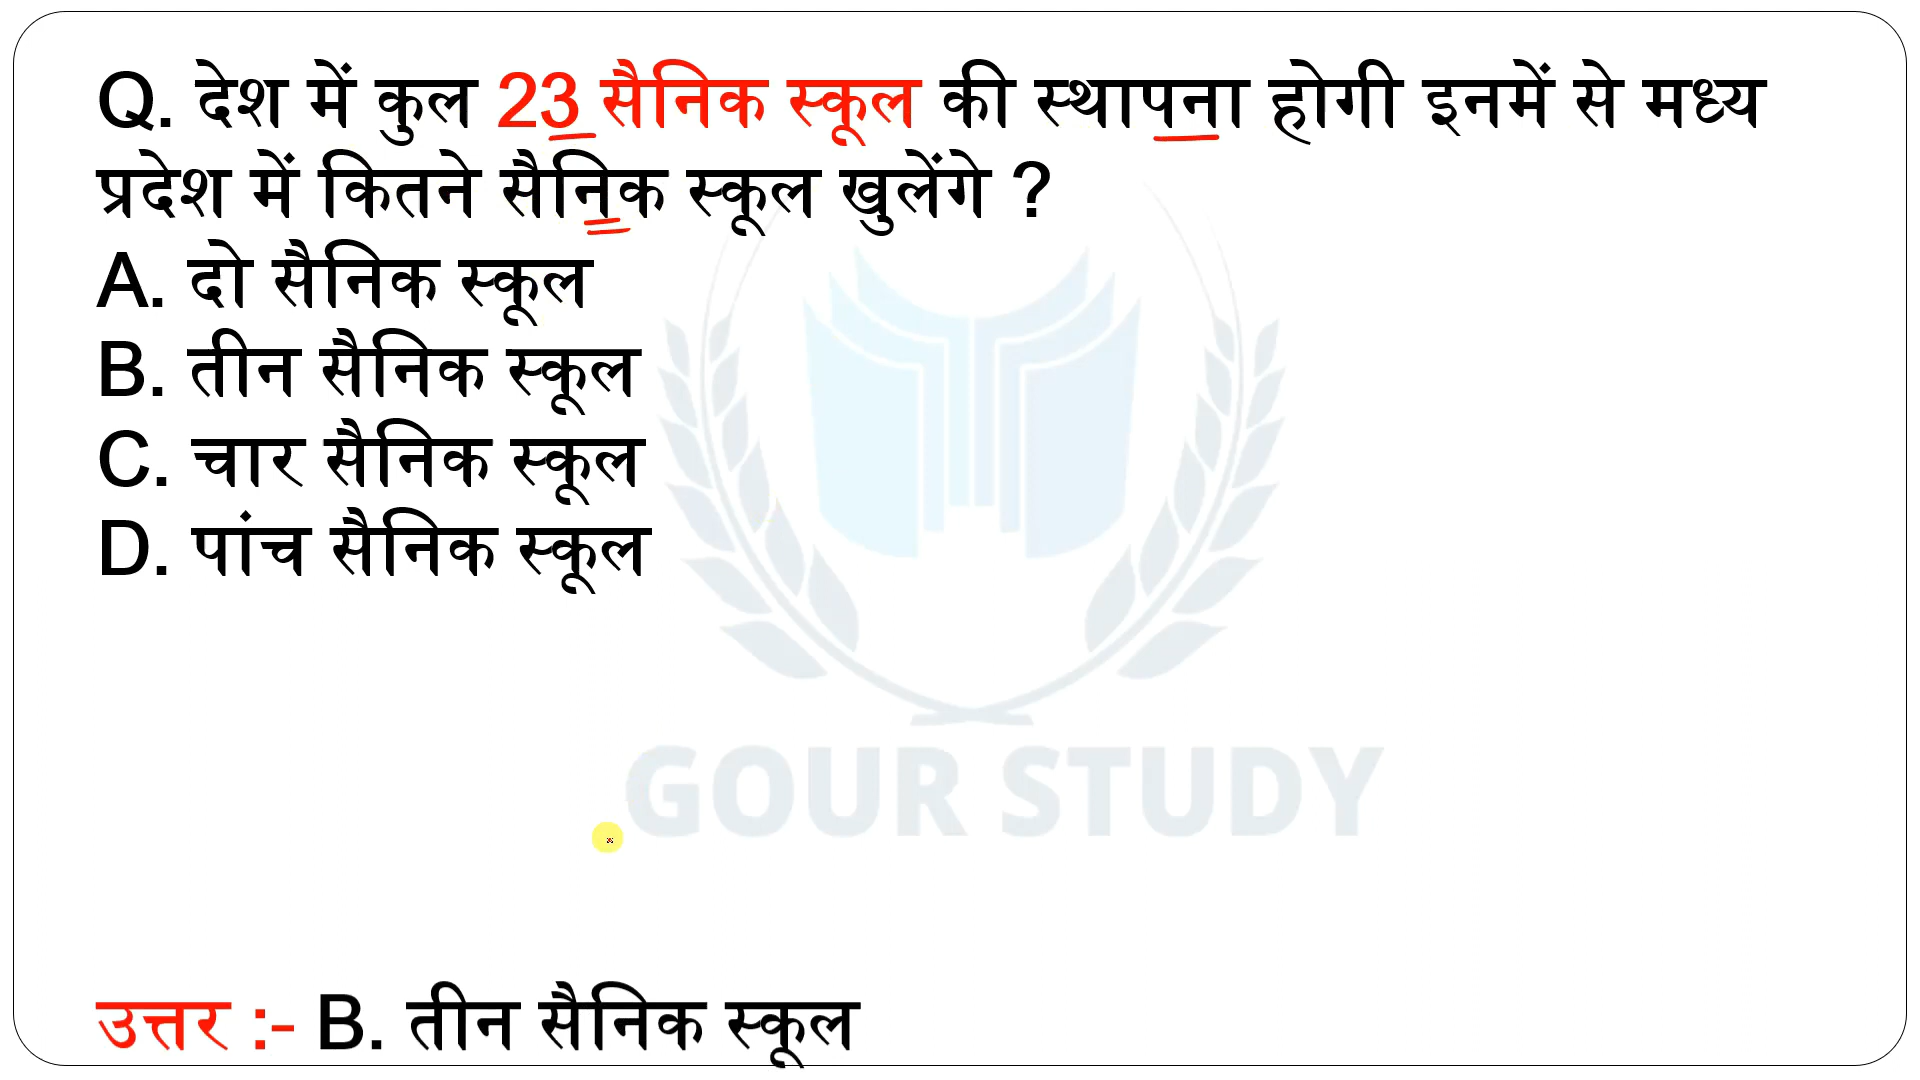 Q. देश में कुल 23 सैनिक स्कूल की स्थापना होगी इनमें से मध्य
प्रदेश में कितने सैनिक स्कूल खुलेंगे ?
A. दो सैनिक स्कूल
B. तीन सैनिक स्कूल
C. चार सैनिक स्कूल
D. पांच सैनिक स्कूल
GOUR STUDY
उत्तर :- B. तीन सैनिक स्कूल